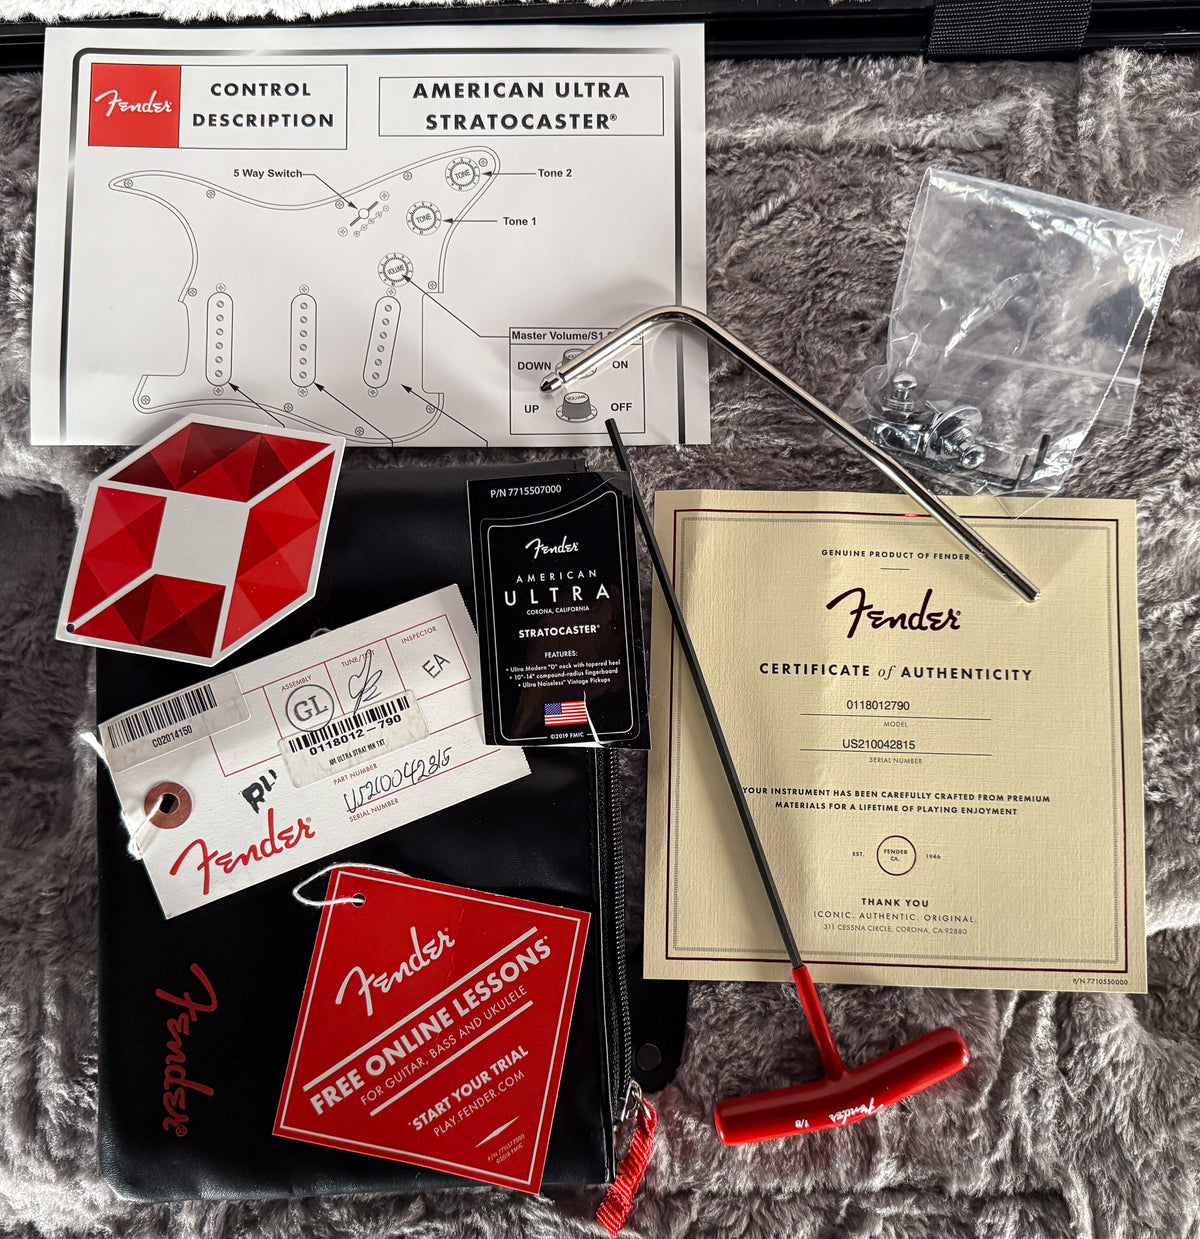 Fender
CONTROL
DESCRIPTION
AMERICAN ULTRA
STRATOCASTER®
5 Way Switch
TONE
Tone 2
TONE
Tone 1
VOLUME
Master Volume/S1
DOWN
ON
UP
VOLUME
OFF
P/N 7715507000
Fender®
AMERICAN
ULTRA
CORONA, CALIFORNIA
STRATOCASTER®
FEATURES:
• Ultra Modern "D" neck with tapered heel
• 10"-14" compound-radius fingerboard
• Ultra Noiseless™ Vintage Pickups
©2019 FMIC
GENUINE PRODUCT OF FENDER
Fender®
CERTIFICATE of AUTHENTICITY
0118012790
MODEL
US210042815
SERIAL NUMBER
YOUR INSTRUMENT HAS BEEN CAREFULLY CRAFTED FROM PREMIUM
MATERIALS FOR A LIFETIME OF PLAYING ENJOYMENT
EST.
FENDER
CA.
1946
THANK YOU
ICONIC. AUTHENTIC. ORIGINAL.
311 CESSNA CIRCLE, CORONA, CA 92880
P/N 7710550000
C02014150
ASSEMBLY
GL
TUNE/TEST
INSPECTOR
EA
0118012-790
AM ULTRA STRAT MN TXT
PART NUMBER
US210042815
SERIAL NUMBER
Fender®
Fender®
FREE ONLINE LESSONS*
FOR GUITAR, BASS AND UKULELE
START YOUR TRIAL
PLAY.FENDER.COM
Fender®
Fender
1/8